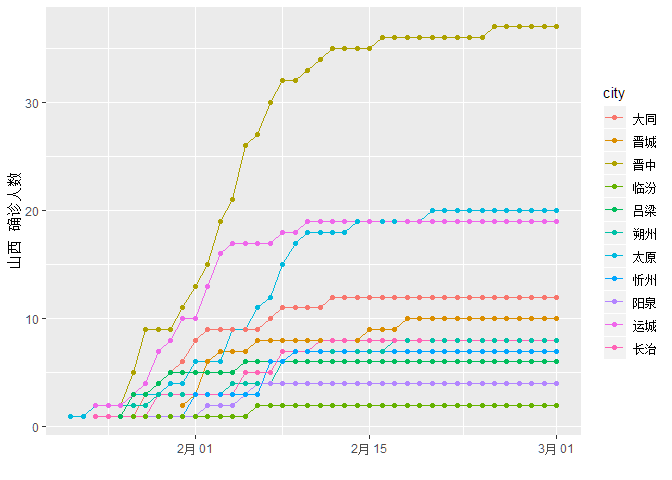 山西 确诊人数
30
20
10
0
2月 01
2月 15
3月 01
city
大同
晋城
晋中
临汾
吕梁
朔州
太原
忻州
阳泉
运城
长治